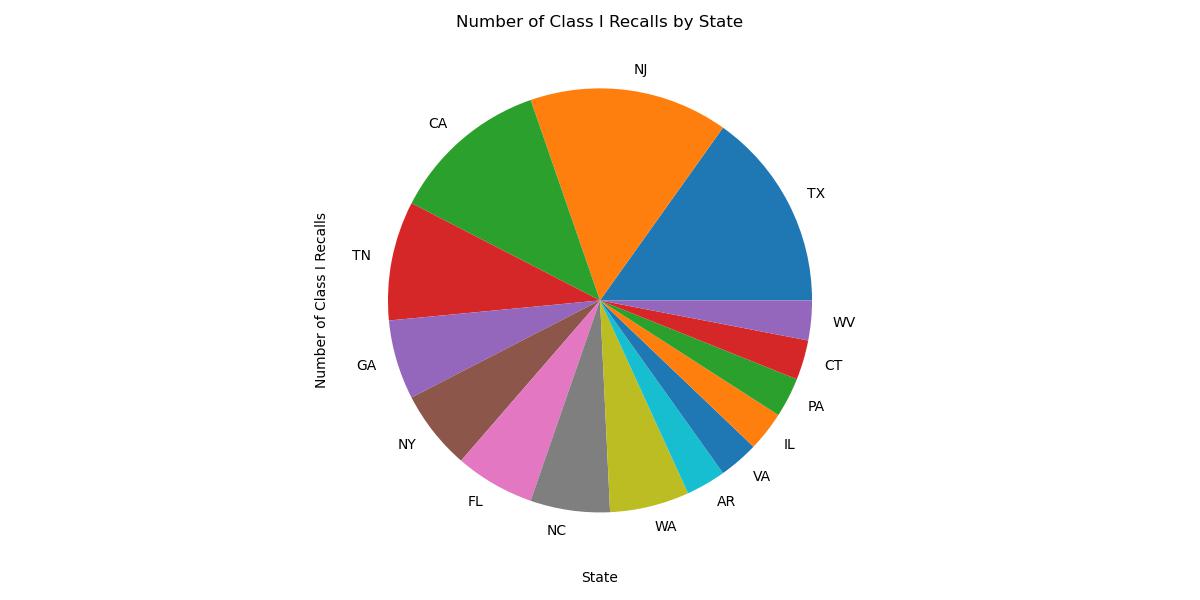 Number of Class I Recalls by State
NJ
CA
TX
TN
Number of Class I Recalls
WV
GA
CT
PA
NY
IL
VA
FL
AR
WA
NC
State